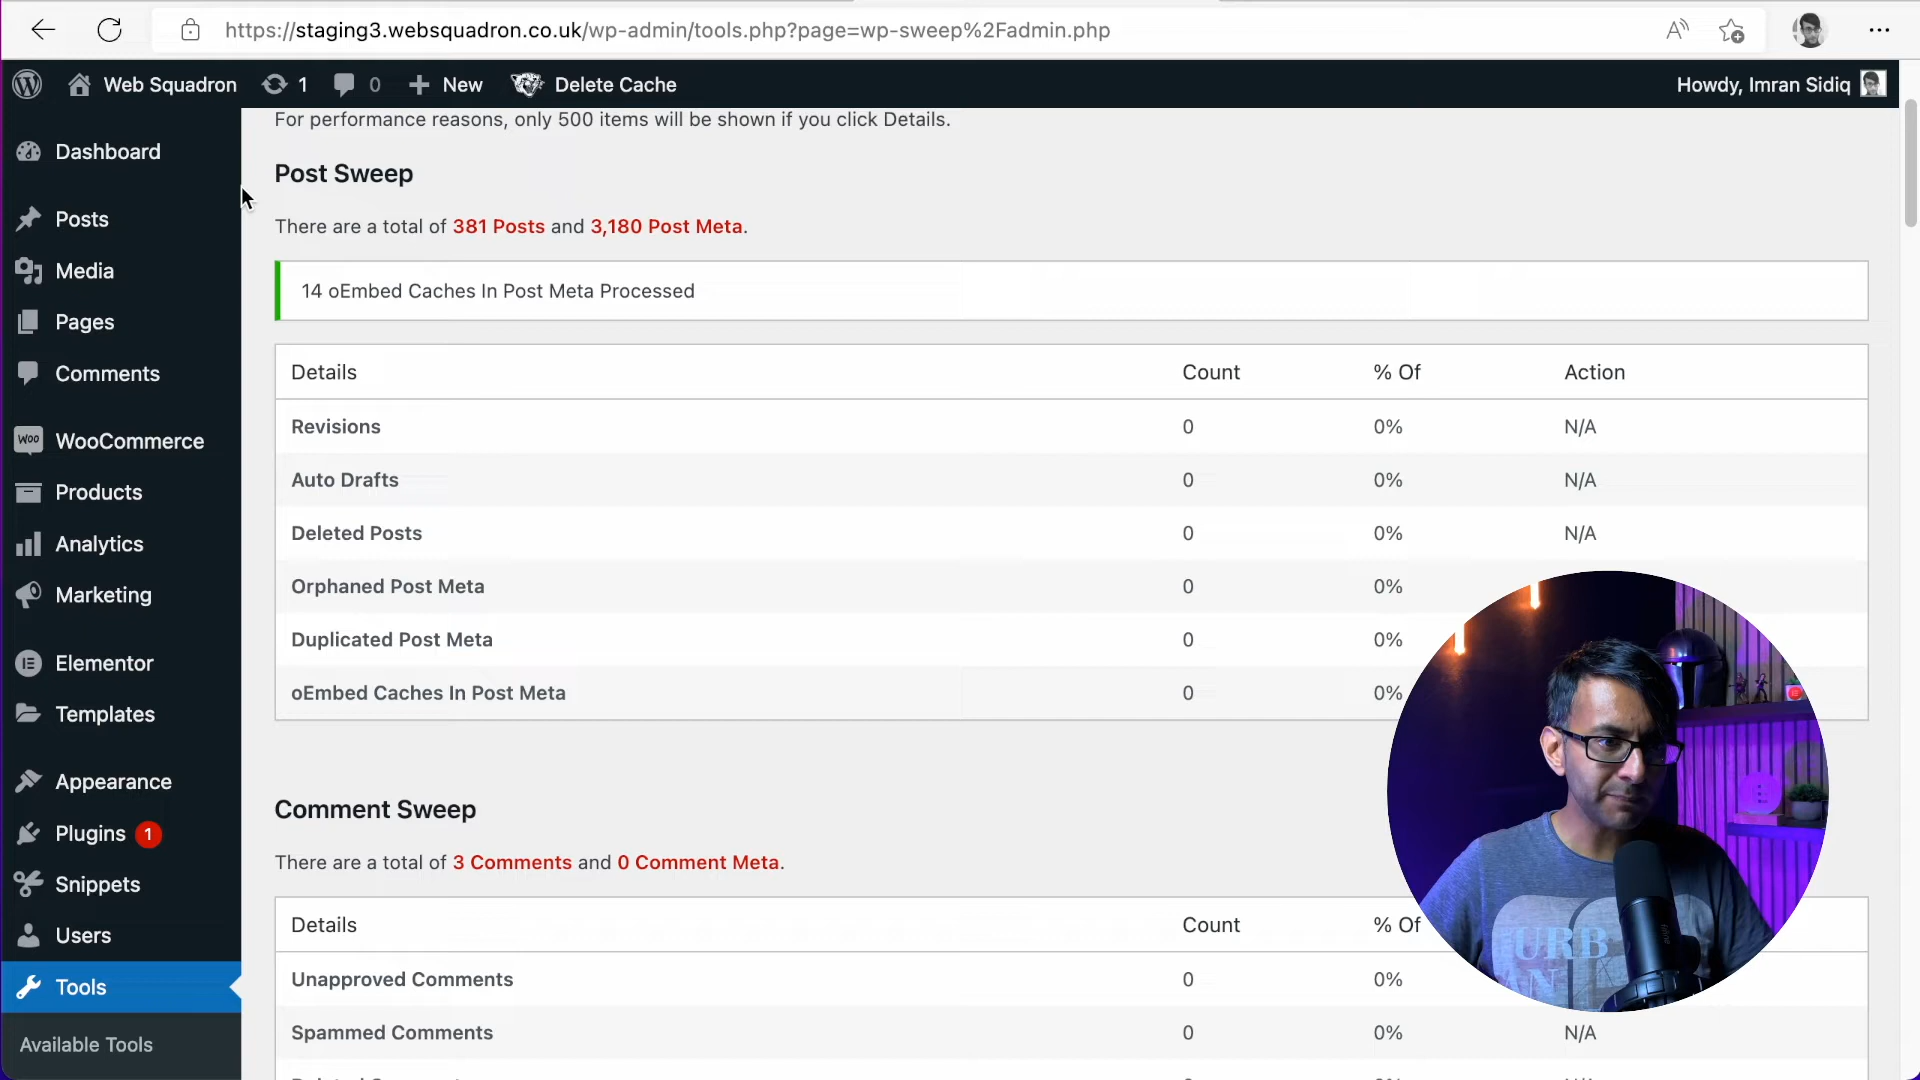 https://staging3.websquadron.co.uk/wp-admin/tools.php?page=wp-sweep%2Fadmin.php
Web Squadron 1 0 New Delete Cache Howdy, Imran Sidiq
For performance reasons, only 500 items will be shown if you click Details.
Dashboard
Posts
Media
Pages
Comments
WOO WooCommerce
Products
Analytics
Marketing
Elementor
Templates
Appearance
Plugins 1
Snippets
Users
Tools
Available Tools
Post Sweep
There are a total of 381 Posts and 3,180 Post Meta.
14 oEmbed Caches In Post Meta Processed
Details Count % Of Action
Revisions 0 0% N/A
Auto Drafts 0 0% N/A
Deleted Posts 0 0% N/A
Orphaned Post Meta 0 0%
Duplicated Post Meta 0 0%
oEmbed Caches In Post Meta 0 0%
Comment Sweep
There are a total of 3 Comments and 0 Comment Meta.
Details Count % Of
Unapproved Comments 0 0%
Spammed Comments 0 0% N/A
URB
AN